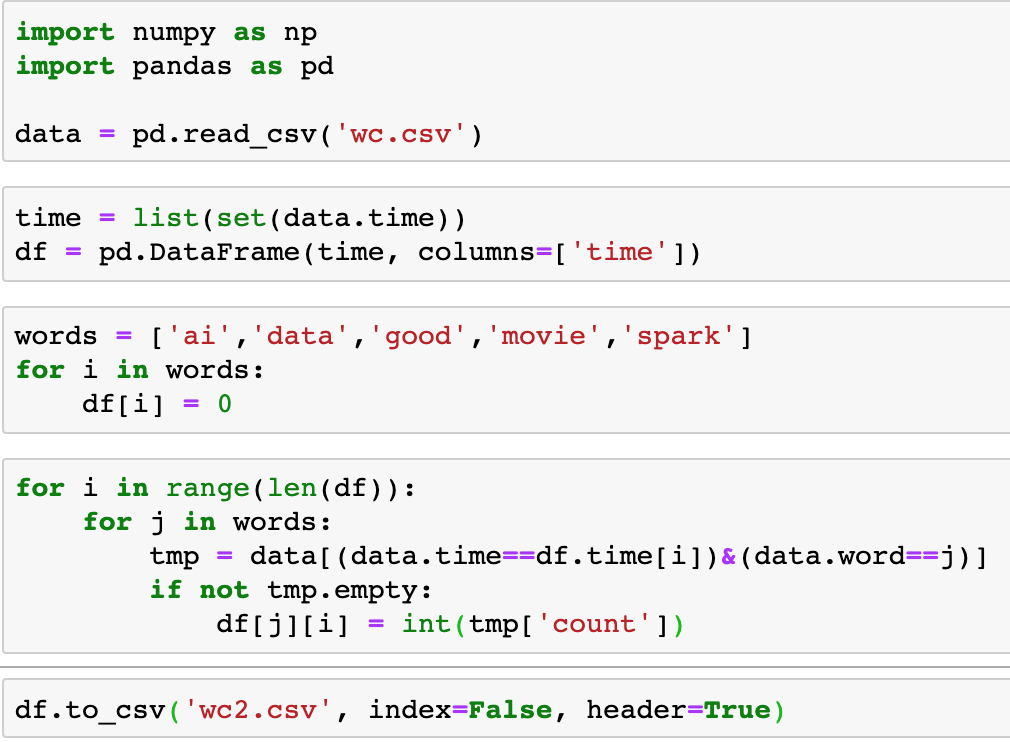 import numpy as np
import pandas as pd
data = pd.read_csv('wc.csv')
time = list(set(data.time))
df = pd.DataFrame(time, columns=['time'])
words = ['ai','data','good','movie','spark']
for i in words:
    df[i] = 0
for i in range(len(df)):
    for j in words:
        tmp = data[(data.time==df.time[i])&(data.word==j)]
        if not tmp.empty:
            df[j][i] = int(tmp['count'])
df.to_csv('wc2.csv', index=False, header=True)